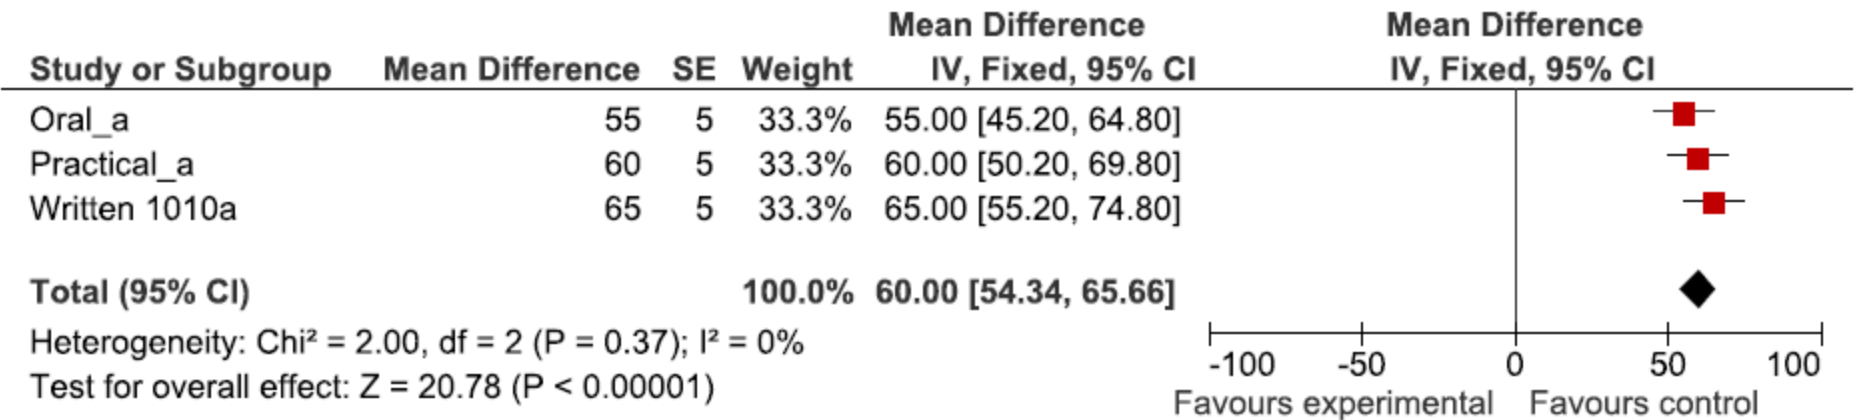 Mean Difference Mean Difference
Study or Subgroup Mean Difference SE Weight IV, Fixed, 95% CI IV, Fixed, 95% CI
Oral_a 55 5 33.3% 55.00 [45.20, 64.80]
Practical_a 60 5 33.3% 60.00 [50.20, 69.80]
Written 1010a 65 5 33.3% 65.00 [55.20, 74.80]
Total (95% CI) 100.0% 60.00 [54.34, 65.66]
Heterogeneity: Chi² = 2.00, df = 2 (P = 0.37); I² = 0%
Test for overall effect: Z = 20.78 (P < 0.00001)
-100 -50 0 50 100
Favours experimental Favours control